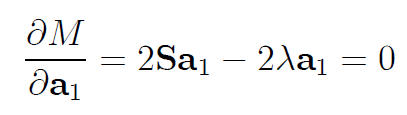 ∂M/∂𝐚₁ = 2𝐒𝐚₁ − 2λ𝐚₁ = 0